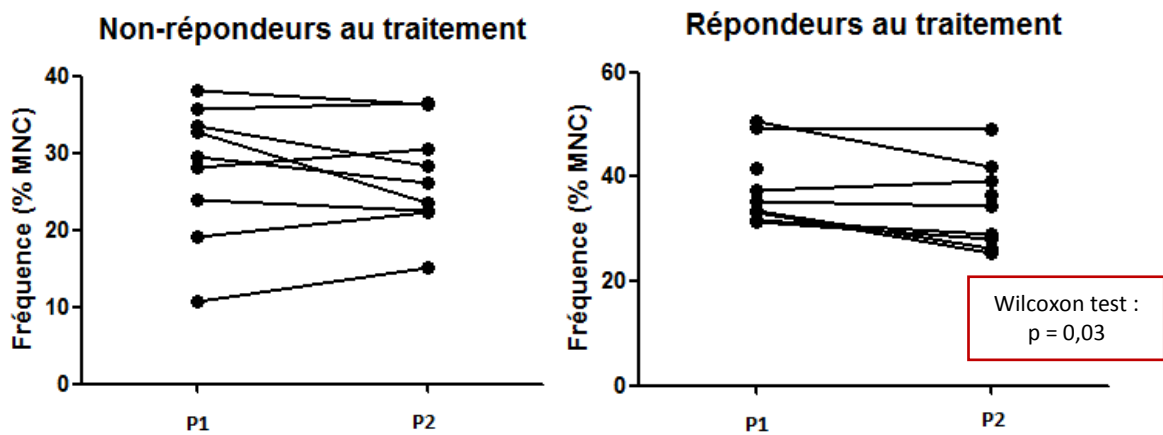 Non-répondeurs au traitement
Fréquence (% MNC)
40
30
20
10
0
P1
P2
Répondeurs au traitement
Fréquence (% MNC)
60
40
20
0
P1
P2
Wilcoxon test :
p = 0,03